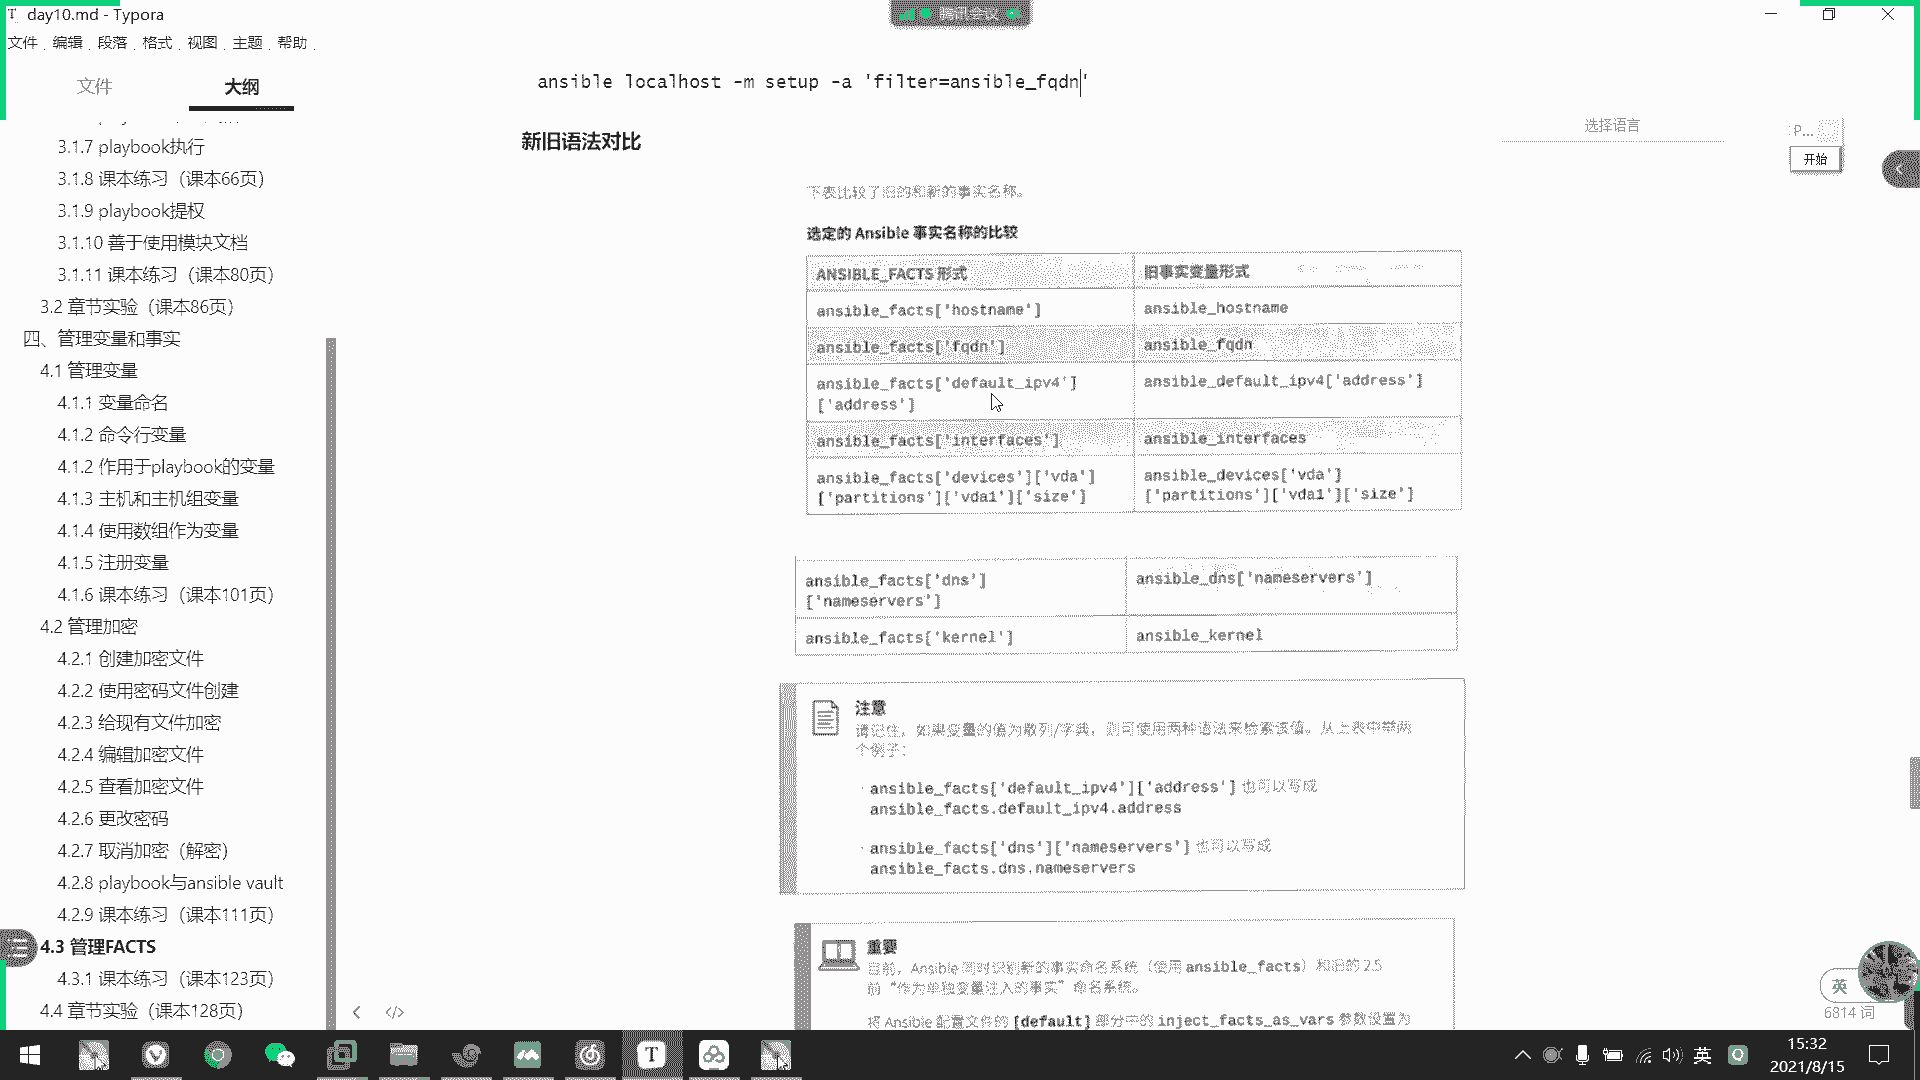 day10.md - Typora
腾讯会议
文件 编辑 段落 格式 视图 主题 帮助
文件 大纲
3.1.7 playbook执行
3.1.8 课本练习（课本66页）
3.1.9 playbook提权
3.1.10 善于使用模块文档
3.1.11 课本练习（课本80页）
3.2 章节实验（课本86页）
四、管理变量和事实
4.1 管理变量
4.1.1 变量命名
4.1.2 命令行变量
4.1.2 作用于playbook的变量
4.1.3 主机和主机组变量
4.1.4 使用数组作为变量
4.1.5 注册变量
4.1.6 课本练习（课本101页）
4.2 管理加密
4.2.1 创建加密文件
4.2.2 使用密码文件创建
4.2.3 给现有文件加密
4.2.4 编辑加密文件
4.2.5 查看加密文件
4.2.6 更改密码
4.2.7 取消加密（解密）
4.2.8 playbook与ansible vault
4.2.9 课本练习（课本111页）
4.3 管理FACTS
4.3.1 课本练习（课本123页）
4.4 章节实验（课本128页）
ansible localhost -m setup -a 'filter=ansible_fqdn'
选择语言
P...
开始
新旧语法对比
下表比较了旧的和新的事实名称。
选定的 Ansible 事实名称的比较
ANSIBLE_FACTS 形式 旧事实变量形式
ansible_facts['hostname'] ansible_hostname
ansible_facts['fqdn'] ansible_fqdn
ansible_facts['default_ipv4'] ansible_default_ipv4['address']
['address']
ansible_facts['interfaces'] ansible_interfaces
ansible_facts['devices']['vda'] ansible_devices['vda']
['partitions']['vda1']['size'] ['partitions']['vda1']['size']
ansible_facts['dns'] ansible_dns['nameservers']
['nameservers']
ansible_facts['kernel'] ansible_kernel
注意
请记住，如果变量的值为散列/字典，则可使用两种语法来检索该值。从上表中举两
个例子：
· ansible_facts['default_ipv4']['address'] 也可以写成
ansible_facts.default_ipv4.address
· ansible_facts['dns']['nameservers'] 也可以写成
ansible_facts.dns.nameservers
重要
目前，Ansible 同时识别新的事实命名系统（使用 ansible_facts）和旧的 2.5
前“作为单独变量注入的事实”命名系统。
将 Ansible 配置文件的 [default] 部分中的 inject_facts_as_vars 参数设置为
英
6814 词
英
15:32
2021/8/15